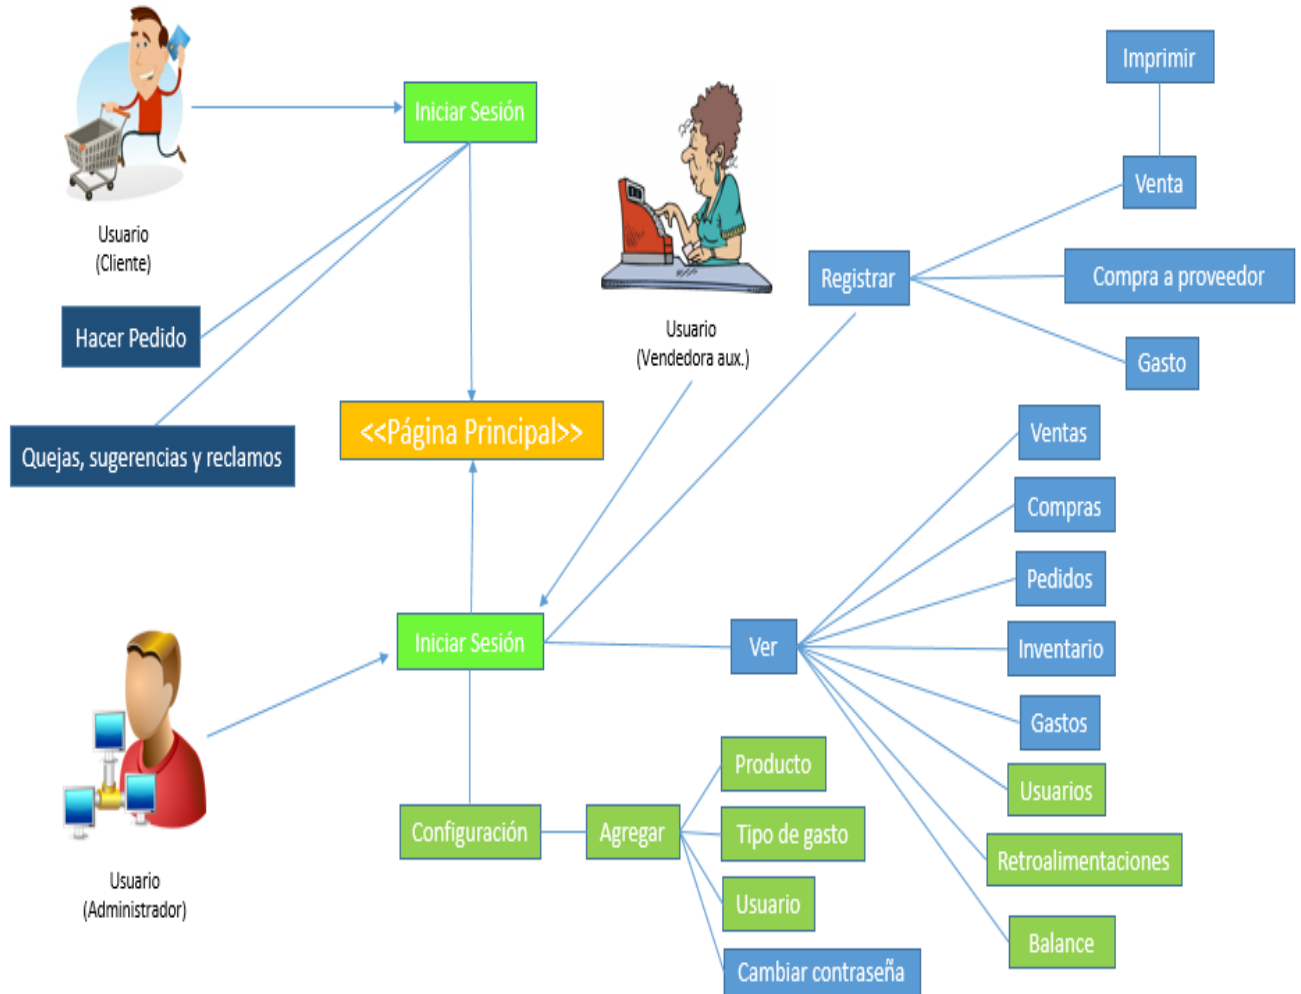 Imprimir
Iniciar Sesión
Venta
Usuario
(Cliente)
Registrar
Compra a proveedor
Hacer Pedido
Usuario
(Vendedora aux.)
Gasto
<<Página Principal>>
Quejas, sugerencias y reclamos
Ventas
Compras
Pedidos
Iniciar Sesión
Ver
Inventario
Gastos
Producto
Usuarios
Configuración
Agregar
Tipo de gasto
Retroalimentaciones
Usuario
(Administrador)
Usuario
Balance
Cambiar contraseña